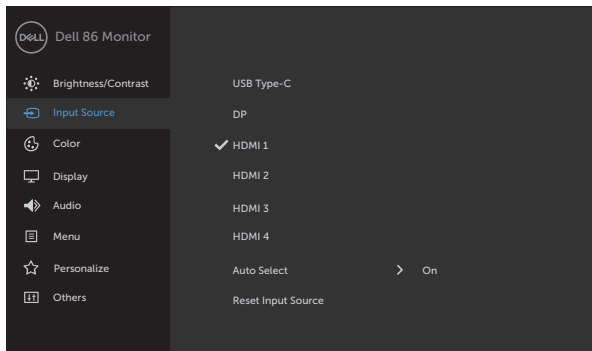 DELL Dell 86 Monitor
Brightness/Contrast USB Type-C
Input Source DP
Color HDMI 1
Display HDMI 2
Audio HDMI 3
Menu HDMI 4
Personalize Auto Select On
Others Reset Input Source